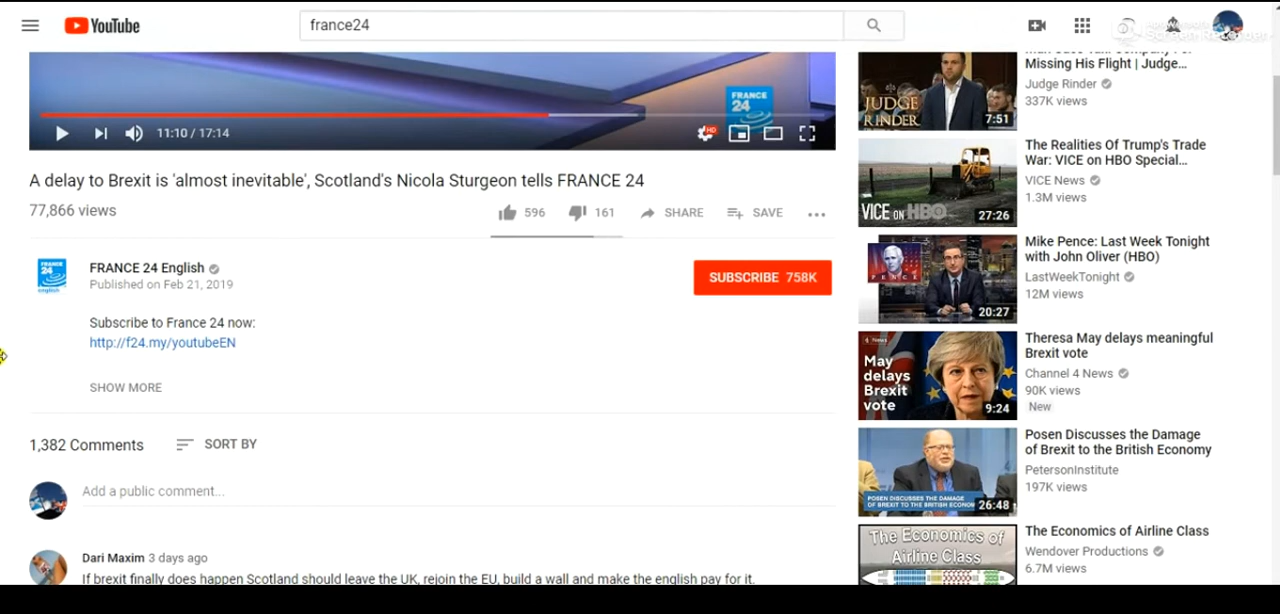 YouTube
france24
Screen Recorder
FRANCE
24
11:10 / 17:14
HD
A delay to Brexit is 'almost inevitable', Scotland's Nicola Sturgeon tells FRANCE 24
77,866 views
596
161
SHARE
SAVE
FRANCE
24
english
FRANCE 24 English
Published on Feb 21, 2019
SUBSCRIBE 758K
Subscribe to France 24 now:
http://f24.my/youtubeEN
SHOW MORE
1,382 Comments
SORT BY
Add a public comment...
Dari Maxim 3 days ago
If brexit finally does happen Scotland should leave the UK, rejoin the EU, build a wall and make the english pay for it.
JUDGE
RINDER
7:51
Missing His Flight | Judge...
Judge Rinder
337K views
VICE ON HBO
27:26
The Realities Of Trump's Trade
War: VICE on HBO Special...
VICE News
1.3M views
PENCE
20:27
Mike Pence: Last Week Tonight
with John Oliver (HBO)
LastWeekTonight
12M views
4 News
May
delays
Brexit
vote
9:24
Theresa May delays meaningful
Brexit vote
Channel 4 News
90K views
New
POSEN DISCUSSES THE DAMAGE
OF BREXIT TO THE BRITISH ECONOM
26:48
Posen Discusses the Damage
of Brexit to the British Economy
PetersonInstitute
197K views
The Economics of
Airline Class
The Economics of Airline Class
Wendover Productions
6.7M views